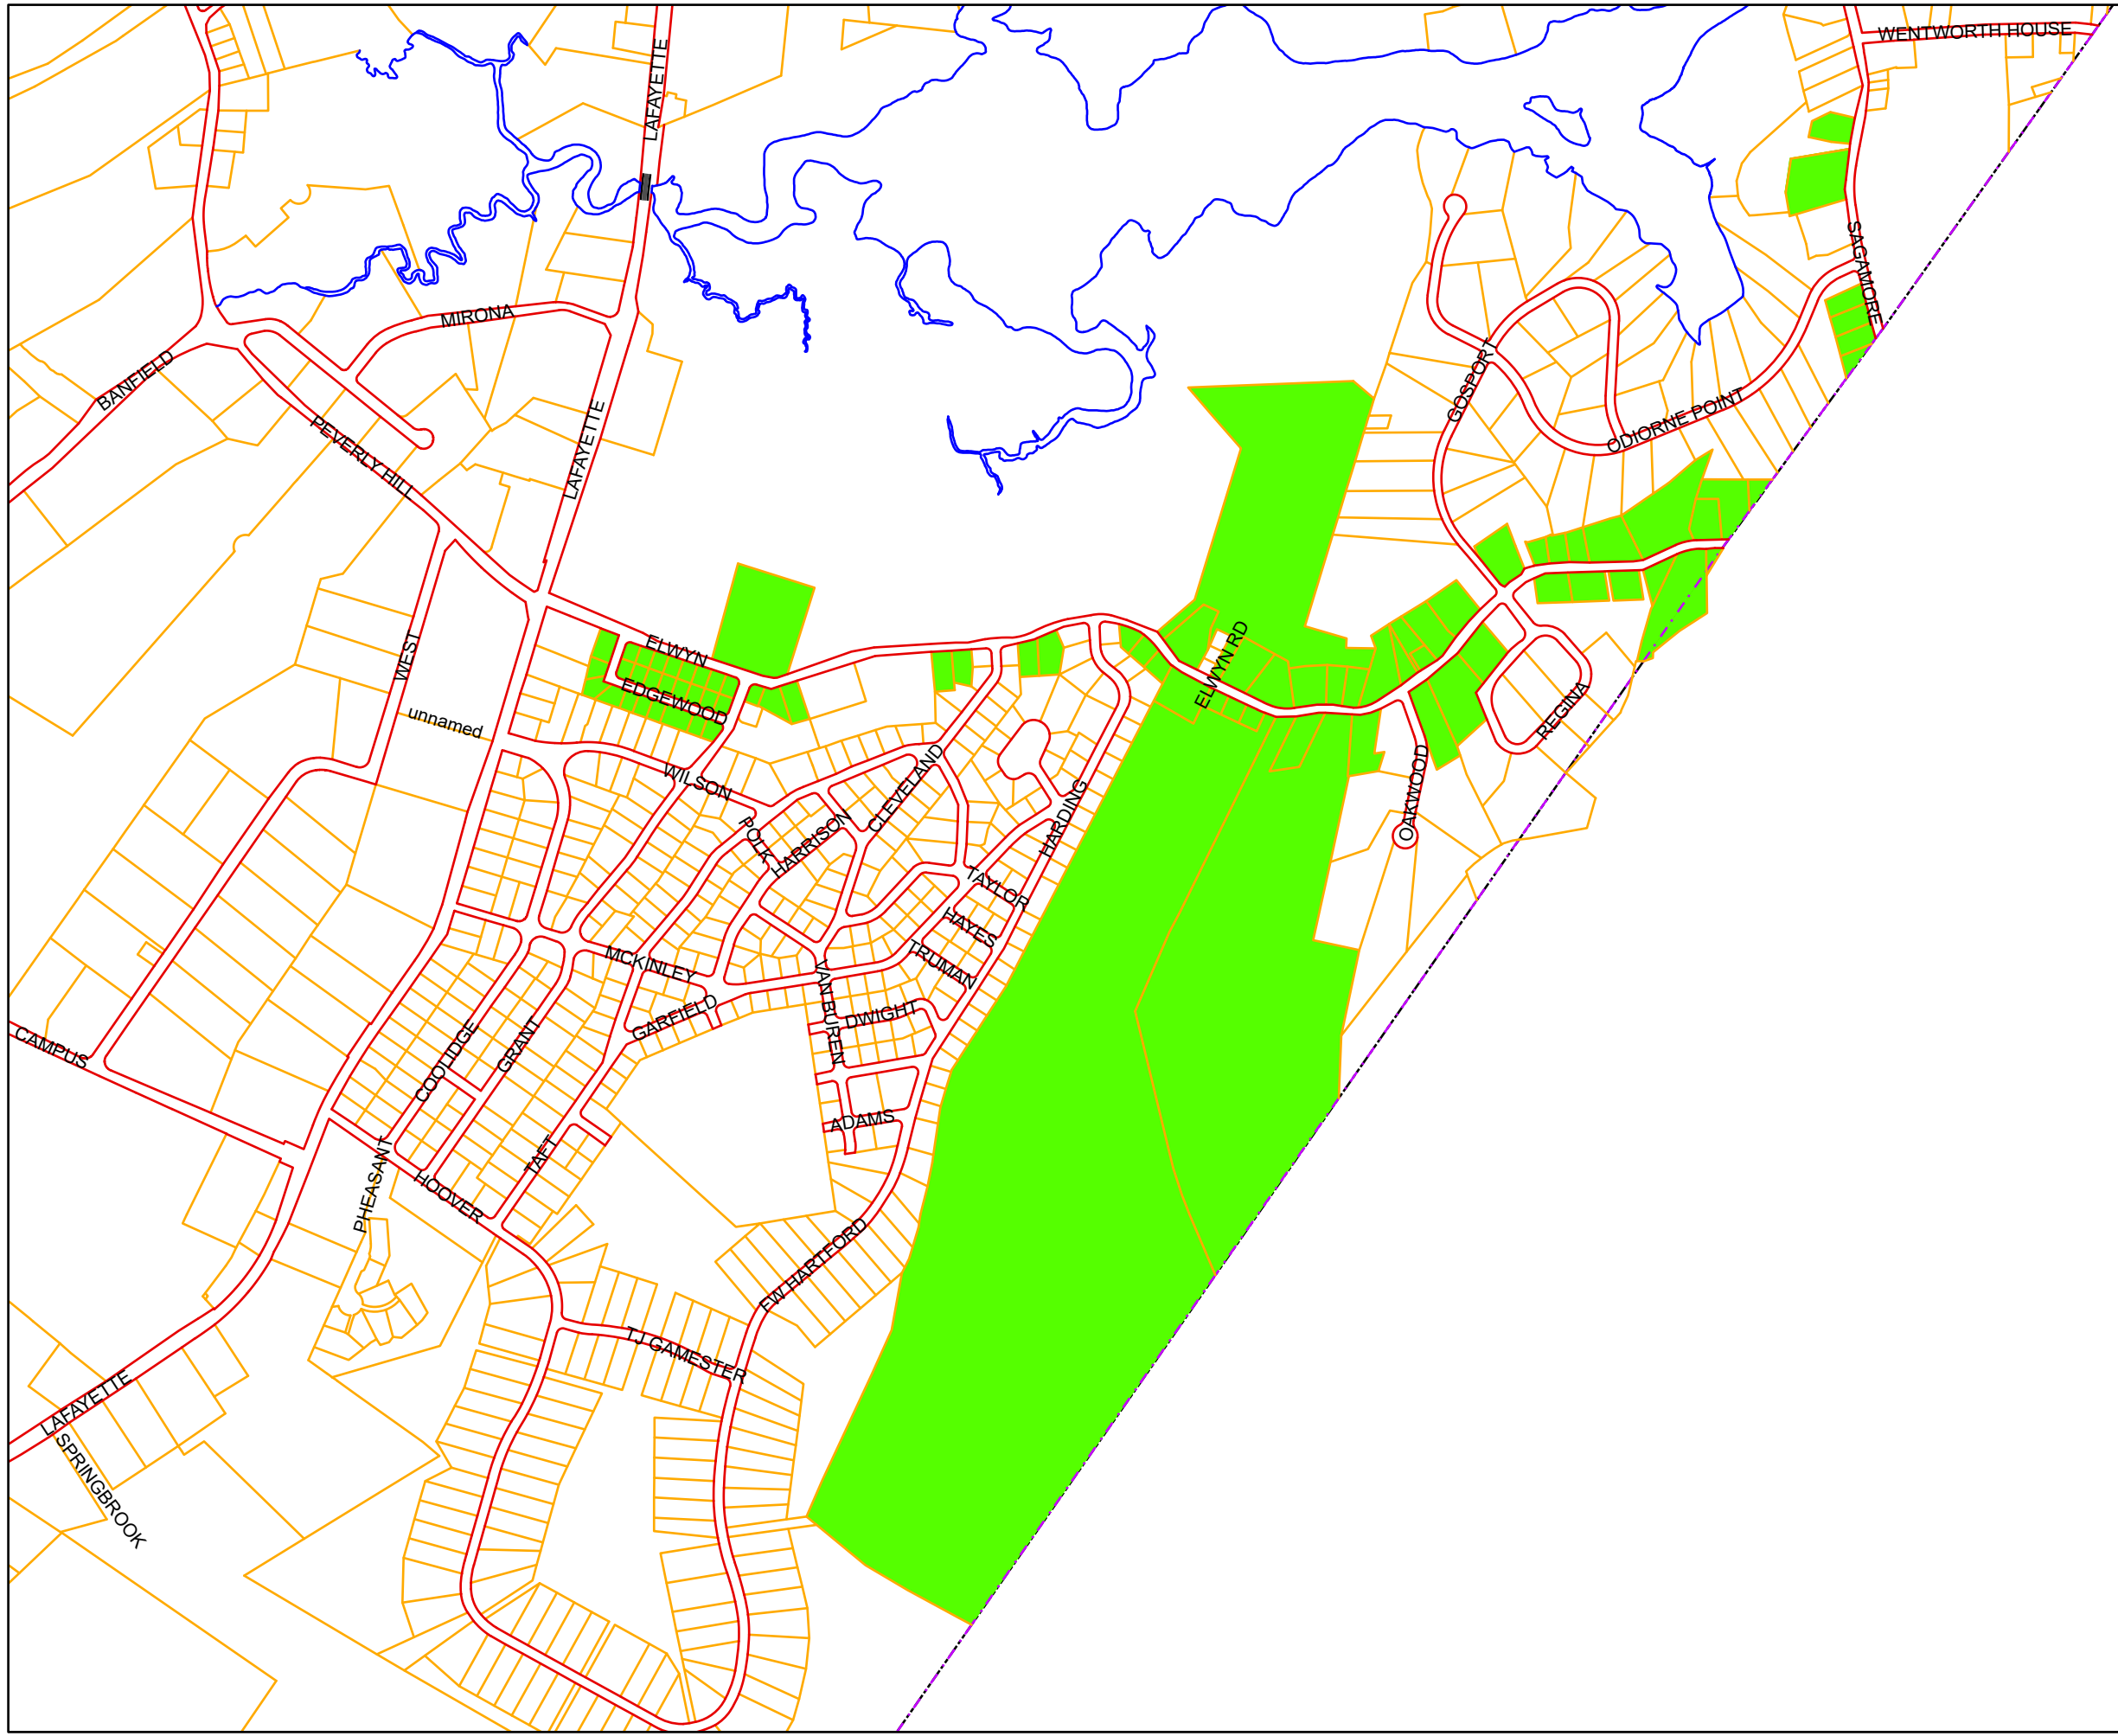 WENTWORTH HOUSE
LAFAYETTE
SAGAMORE
MIRONA
BANFIELD
GOSPORT
ODIORNE POINT
LAFAYETTE
PEVERLY HILL
ELWYN
ELWYN RD
WEST
EDGEWOOD
REGINA
unnamed
WILSON
CLEVELAND
OAKWOOD
POLK
HARRISON
HARDING
TAYLOR
HAYES
MCKINLEY
TRUMAN
VAN BUREN
GARFIELD
DWIGHT
CAMPUS
COOLIDGE
GRANT
ADAMS
TAFT
PHEASANT
HOOVER
FW HARTFORD
TJ GAMESTER
LAFAYETTE
SPRINGBROOK